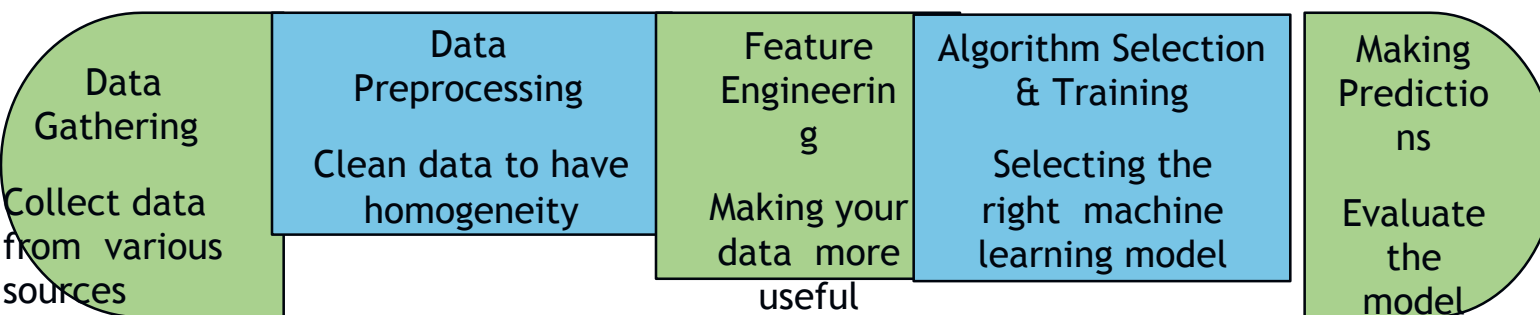 Data
Gathering
Collect data
from various
sources
Data
Preprocessing
Clean data to have
homogeneity
Feature
Engineerin
g
Making your
data more
useful
Algorithm Selection
& Training
Selecting the
right machine
learning model
Making
Predictio
ns
Evaluate
the
model